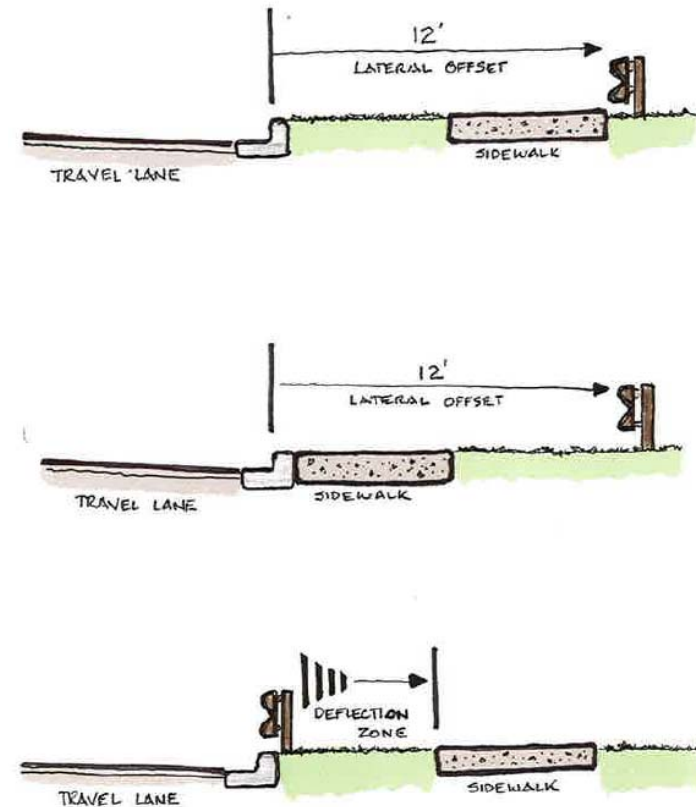 12'
LATERAL OFFSET
SIDEWALK
TRAVEL LANE
12'
LATERAL OFFSET
SIDEWALK
TRAVEL LANE
DEFLECTION
ZONE
SIDEWALK
TRAVEL LANE